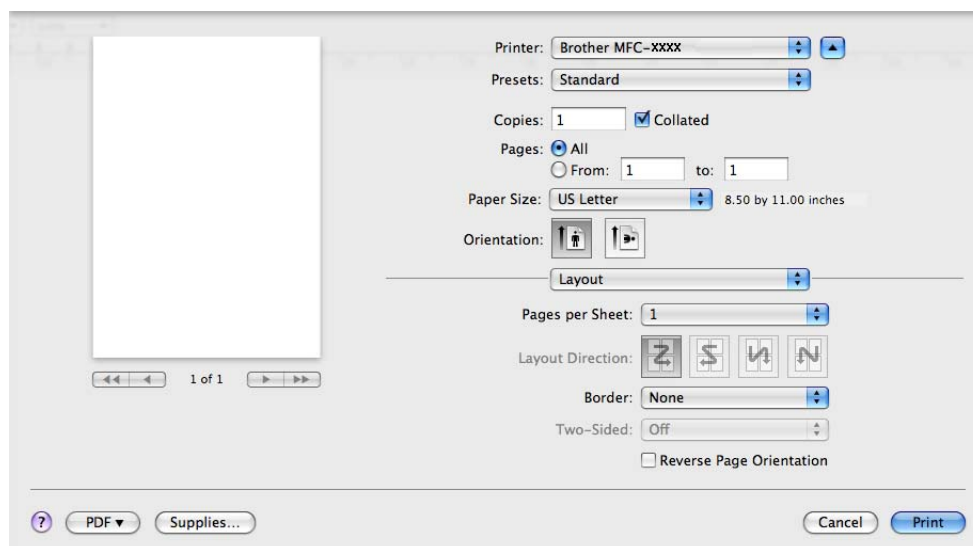 Printer: Brother MFC-XXXX
Presets: Standard
Copies: 1 Collated
Pages: All
From: 1 to: 1
Paper Size: US Letter 8.50 by 11.00 inches
Orientation:
Layout
Pages per Sheet: 1
Layout Direction:
Border: None
Two-Sided: Off
Reverse Page Orientation
1 of 1
? PDF Supplies... Cancel Print